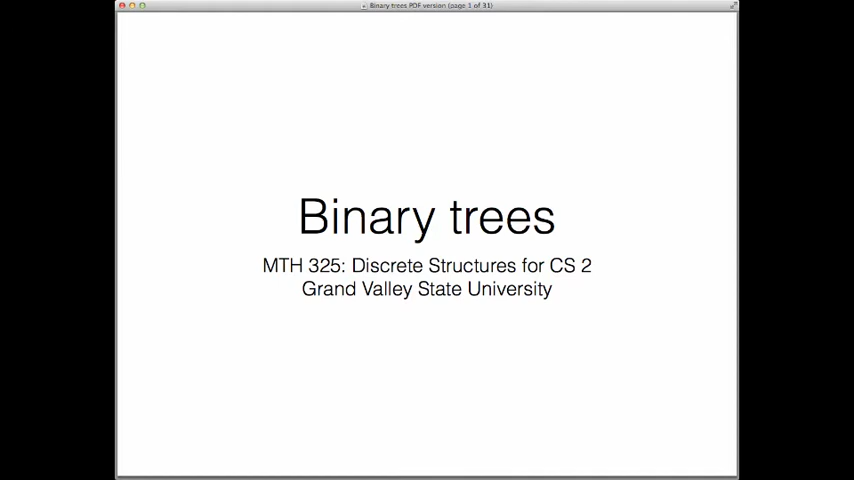 Binary trees PDF version (page 1 of 31)
Binary trees
MTH 325: Discrete Structures for CS 2
Grand Valley State University